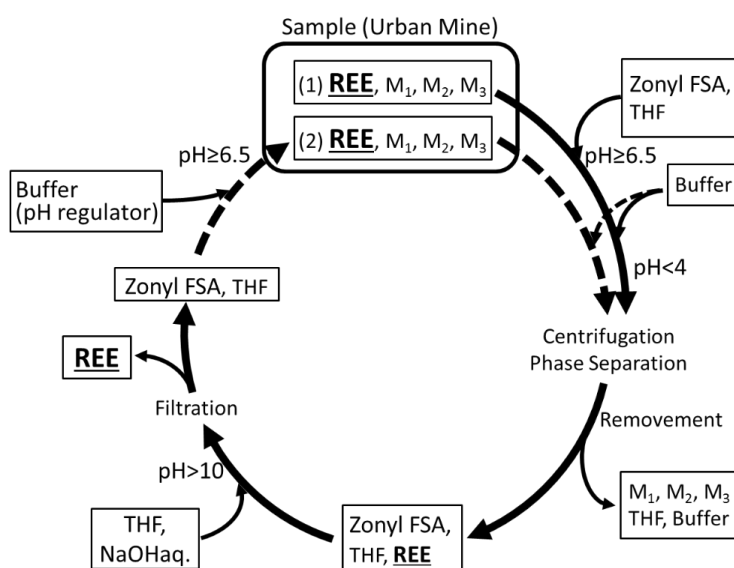 Sample (Urban Mine)
(1) REE, M₁, M₂, M₃
(2) REE, M₁, M₂, M₃
Zonyl FSA,
THF
pH≥6.5
Buffer
pH<4
Centrifugation
Phase Separation
Removement
M₁, M₂, M₃
THF, Buffer
Zonyl FSA,
THF, REE
THF,
NaOHaq.
pH>10
Filtration
REE
Zonyl FSA, THF
Buffer
(pH regulator)
pH≥6.5